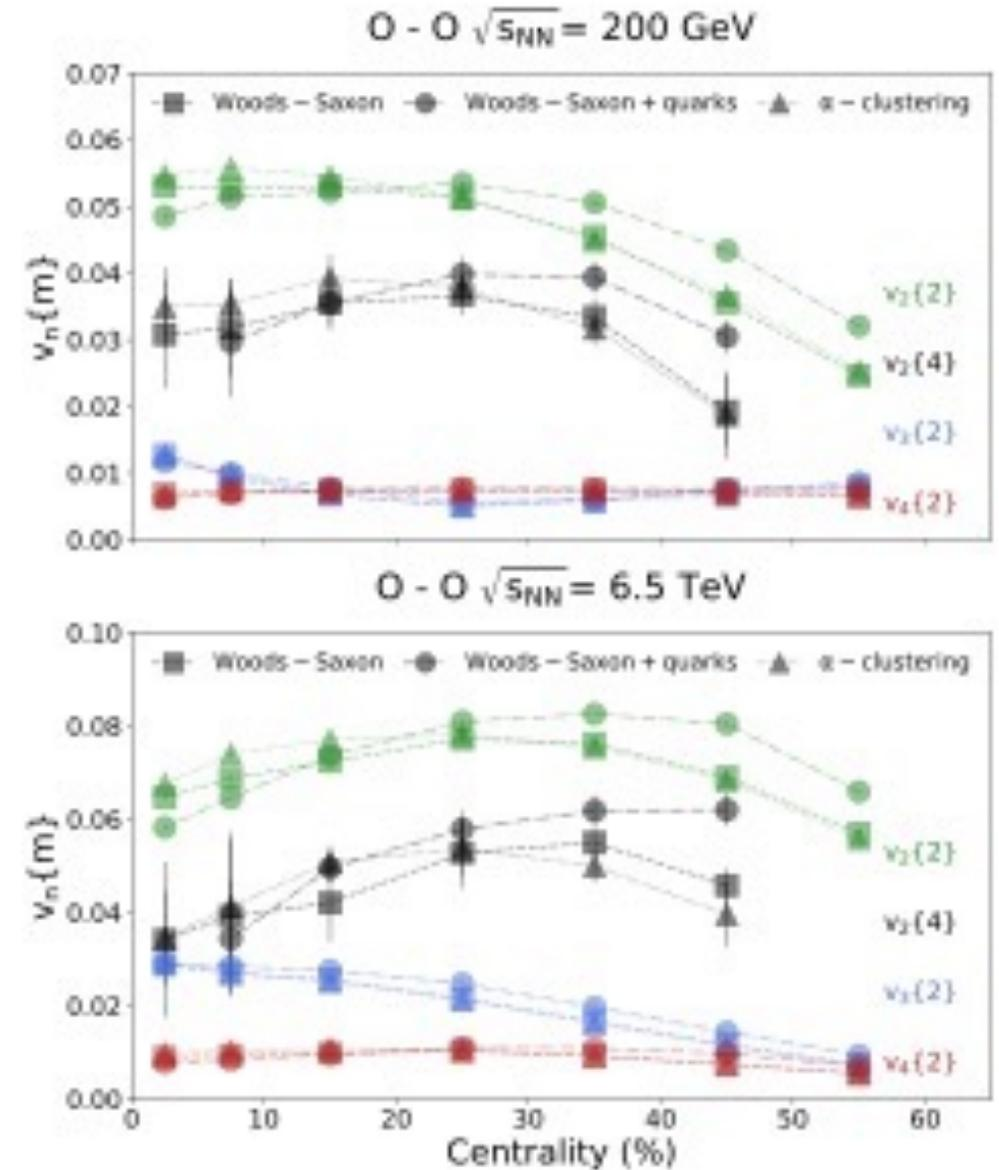 O - O √sNN = 200 GeV
0.07
Woods − Saxon Woods − Saxon + quarks α − clustering
0.06
0.05
0.04
v₂{2}
vₙ{m}
0.03
v₂{4}
0.02
v₃{2}
0.01
v₄{2}
0.00
O - O √sNN = 6.5 TeV
0.10
Woods − Saxon Woods − Saxon + quarks α − clustering
0.08
0.06
v₂{2}
vₙ{m}
0.04
v₂{4}
v₃{2}
0.02
v₄{2}
0.00
0 10 20 30 40 50 60
Centrality (%)